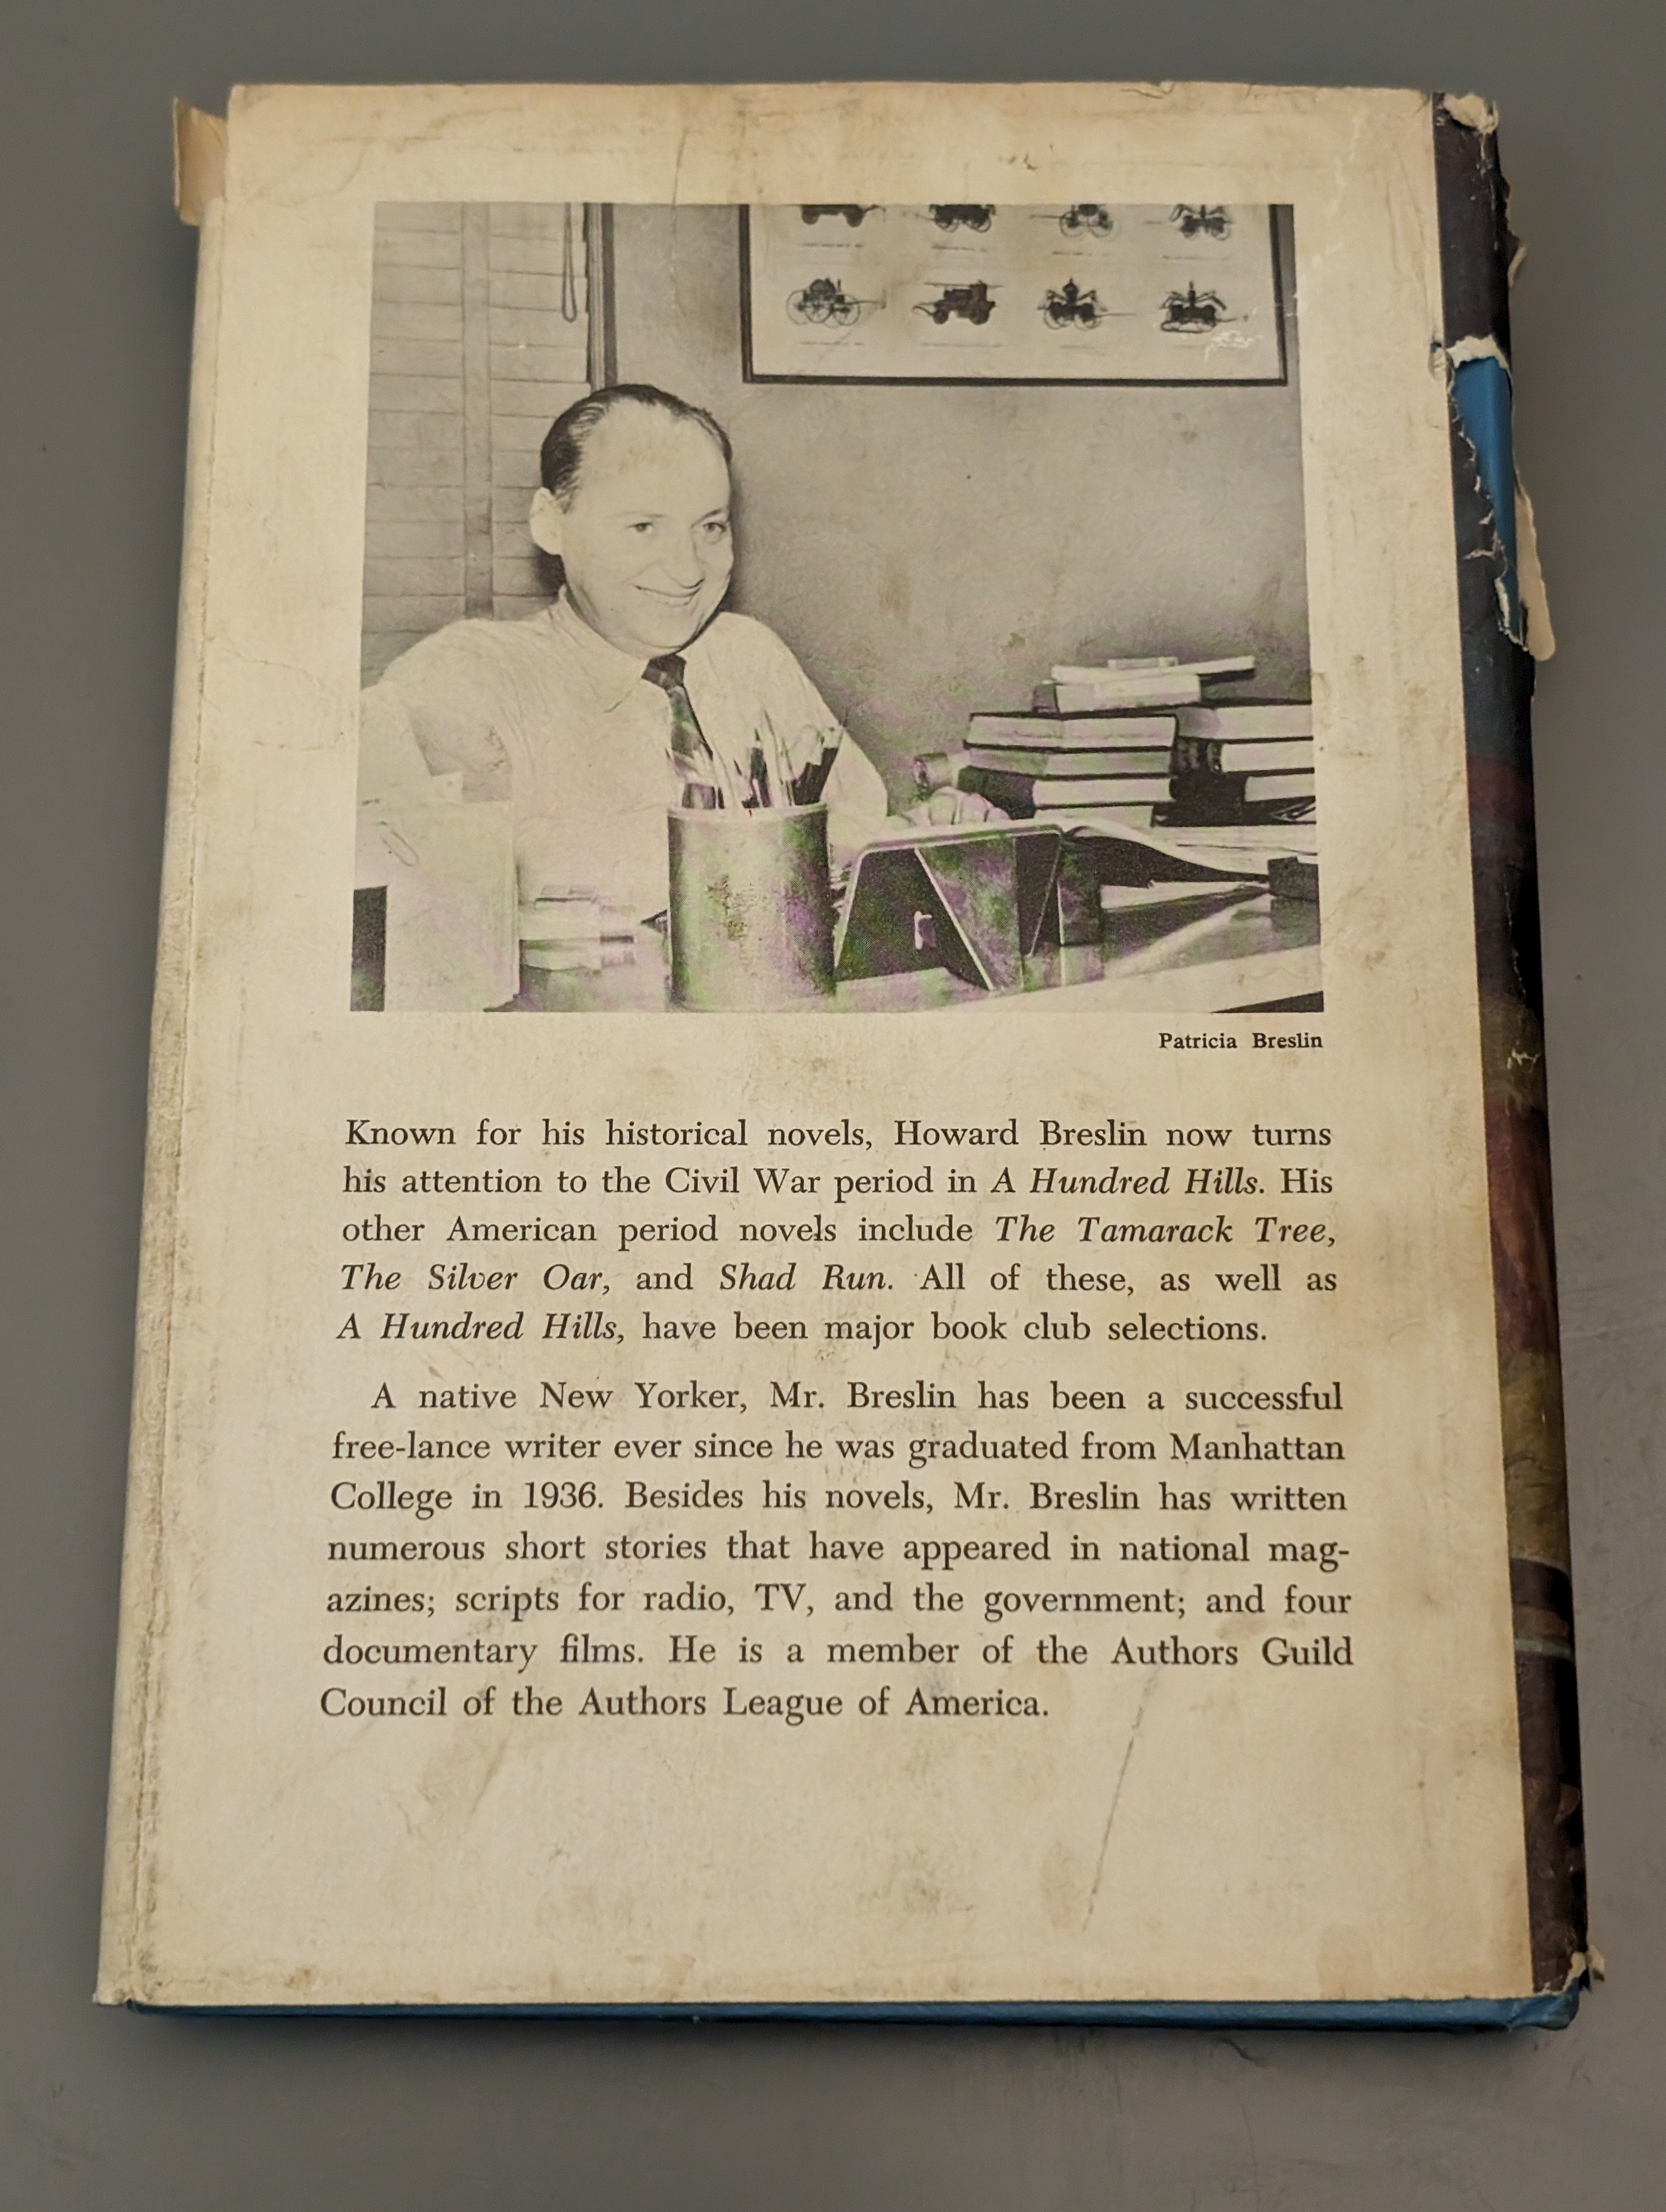 Patricia Breslin
Known for his historical novels, Howard Breslin now turns
his attention to the Civil War period in A Hundred Hills. His
other American period novels include The Tamarack Tree,
The Silver Oar, and Shad Run. All of these, as well as
A Hundred Hills, have been major book club selections.
A native New Yorker, Mr. Breslin has been a successful
free-lance writer ever since he was graduated from Manhattan
College in 1936. Besides his novels, Mr. Breslin has written
numerous short stories that have appeared in national mag-
azines; scripts for radio, TV, and the government; and four
documentary films. He is a member of the Authors Guild
Council of the Authors League of America.